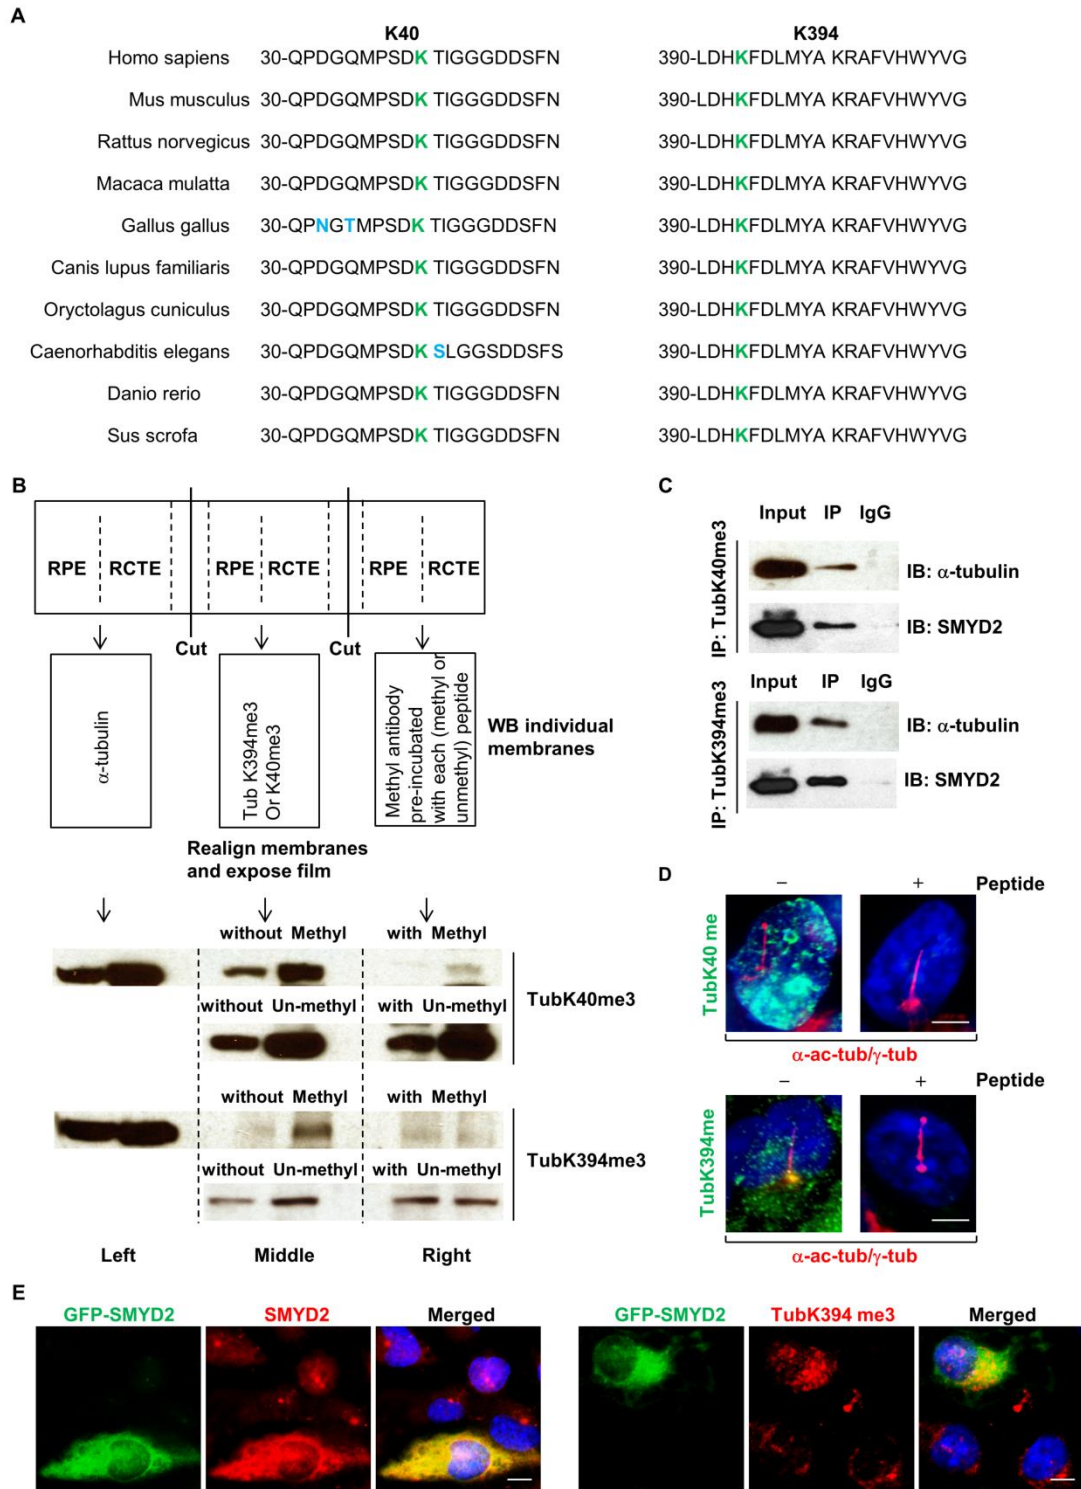 A
K40 K394
Homo sapiens 30-QPDGQMPSDK TIGGGDDSFN 390-LDHKFDLMYA KRAFVHWYVG
Mus musculus 30-QPDGQMPSDK TIGGGDDSFN 390-LDHKFDLMYA KRAFVHWYVG
Rattus norvegicus 30-QPDGQMPSDK TIGGGDDSFN 390-LDHKFDLMYA KRAFVHWYVG
Macaca mulatta 30-QPDGQMPSDK TIGGGDDSFN 390-LDHKFDLMYA KRAFVHWYVG
Gallus gallus 30-QPNGTMPSDK TIGGGDDSFN 390-LDHKFDLMYA KRAFVHWYVG
Canis lupus familiaris 30-QPDGQMPSDK TIGGGDDSFN 390-LDHKFDLMYA KRAFVHWYVG
Oryctolagus cuniculus 30-QPDGQMPSDK TIGGGDDSFN 390-LDHKFDLMYA KRAFVHWYVG
Caenorhabditis elegans 30-QPDGQMPSDK SLGGSDDSFS 390-LDHKFDLMYA KRAFVHWYVG
Danio rerio 30-QPDGQMPSDK TIGGGDDSFN 390-LDHKFDLMYA KRAFVHWYVG
Sus scrofa 30-QPDGQMPSDK TIGGGDDSFN 390-LDHKFDLMYA KRAFVHWYVG
B
RPE RCTE RPE RCTE RPE RCTE
Cut Cut
α-tubulin
Tub K394me3
Or K40me3
Methyl antibody
pre-incubated
with each (methyl or
unmethyl) peptide
WB individual
membranes
Realign membranes
and expose film
without Methyl with Methyl
TubK40me3
without Un-methyl with Un-methyl
without Methyl with Methyl
TubK394me3
without Un-methyl with Un-methyl
Left Middle Right
C
Input IP IgG
IP: TubK40me3
IB: α-tubulin
IB: SMYD2
Input IP IgG
IP: TubK394me3
IB: α-tubulin
IB: SMYD2
D
− + Peptide
TubK40 me
α-ac-tub/γ-tub
− + Peptide
TubK394me
α-ac-tub/γ-tub
E
GFP-SMYD2 SMYD2 Merged GFP-SMYD2 TubK394 me3 Merged